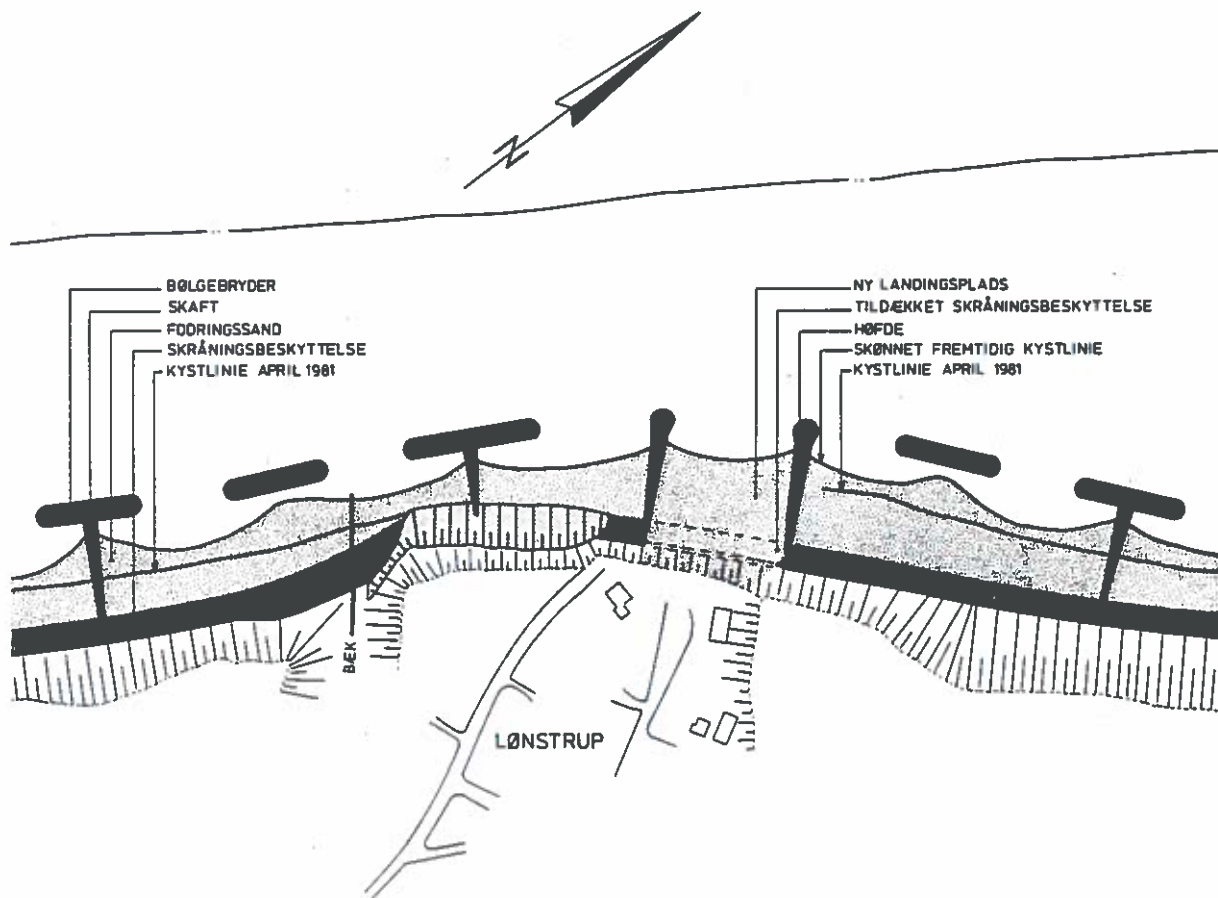 N
BØLGEBRYDER
SKAFT
FODRINGSSAND
SKRÅNINGSBESKYTTELSE
KYSTLINIE APRIL 1981
NY LANDINGSPLADS
TILDÆKKET SKRÅNINGSBESKYTTELSE
HØFDE
SKØNNET FREMTIDIG KYSTLINIE
KYSTLINIE APRIL 1981
BÆK
LØNSTRUP